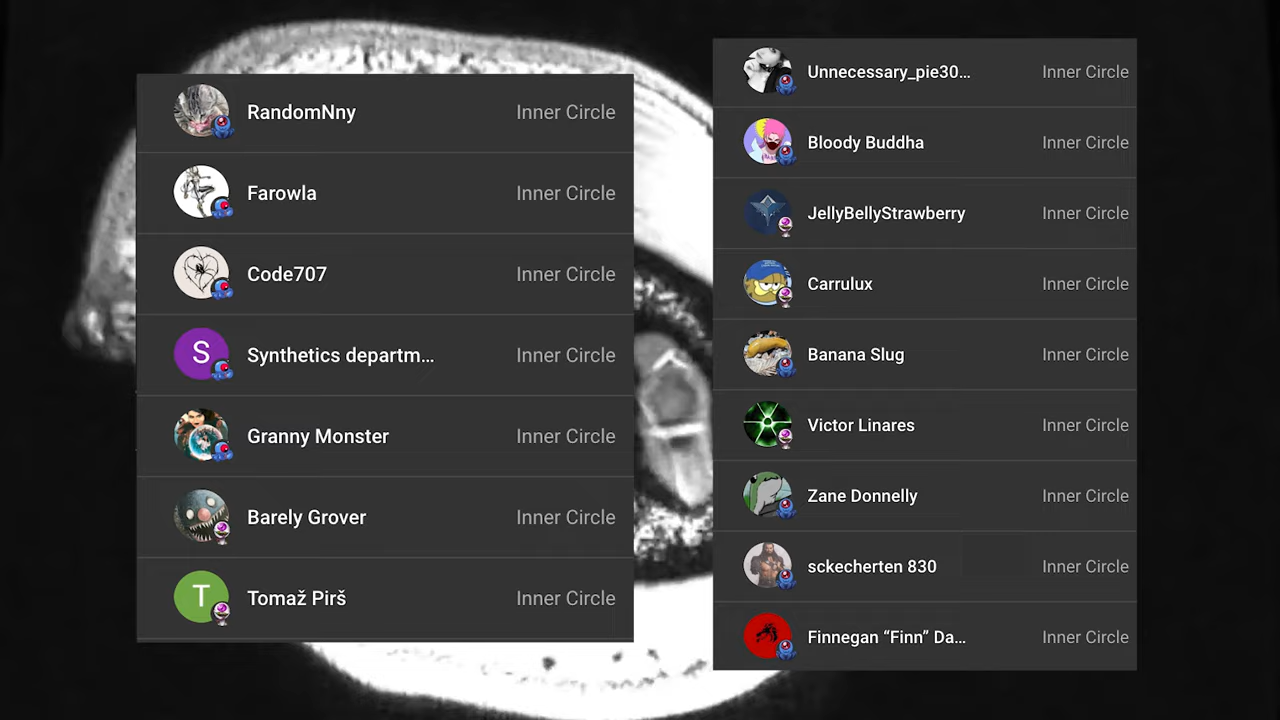 RandomNny Inner Circle
Farowla Inner Circle
Code707 Inner Circle
S Synthetics departm... Inner Circle
Granny Monster Inner Circle
Barely Grover Inner Circle
T Tomaž Pirš Inner Circle
Unnecessary_pie30... Inner Circle
Bloody Buddha Inner Circle
JellyBellyStrawberry Inner Circle
Carrulux Inner Circle
Banana Slug Inner Circle
Victor Linares Inner Circle
Zane Donnelly Inner Circle
sckecherten 830 Inner Circle
Finnegan “Finn” Da... Inner Circle